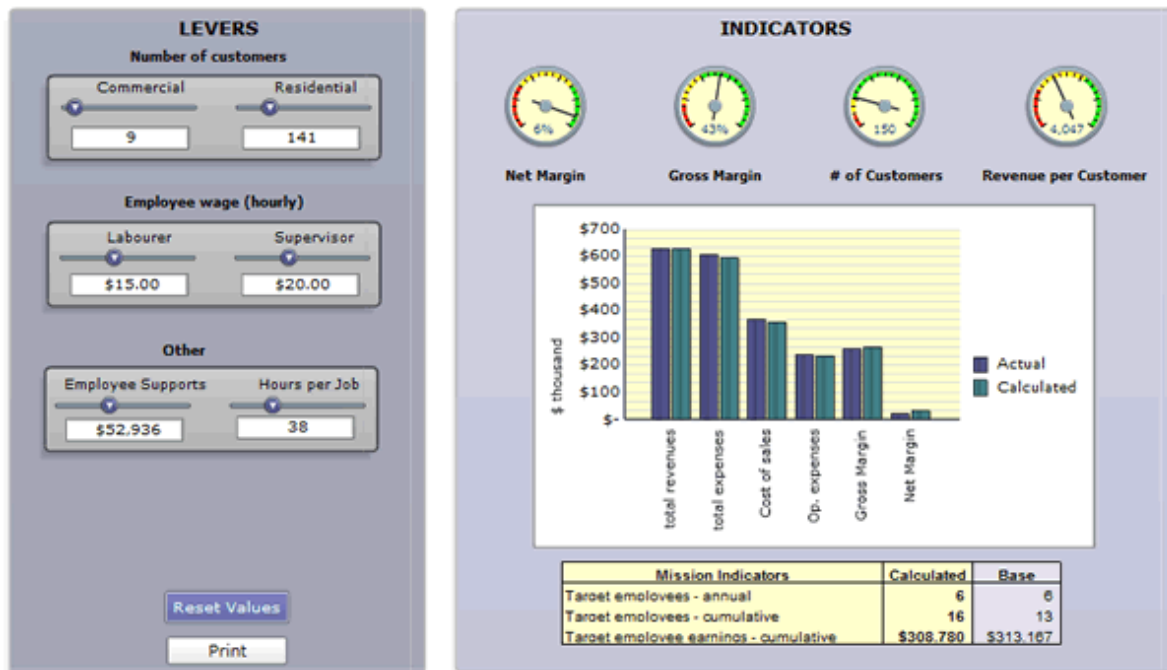 LEVERS
Number of customers
Commercial
Residential
9
141
Employee wage (hourly)
Labourer
Supervisor
$15.00
$20.00
Other
Employee Supports
Hours per Job
$52,936
38
Reset Values
Print
INDICATORS
6%
43%
150
4,047
Net Margin
Gross Margin
# of Customers
Revenue per Customer
$700
$600
$500
$400
$300
$200
$100
$-
$ thousand
total revenues
total expenses
Cost of sales
Op. expenses
Gross Margin
Net Margin
Actual
Calculated
Mission Indicators Calculated Base
Target employees - annual 6 6
Target employees - cumulative 16 13
Target employee earnings - cumulative $308,780 $313,167